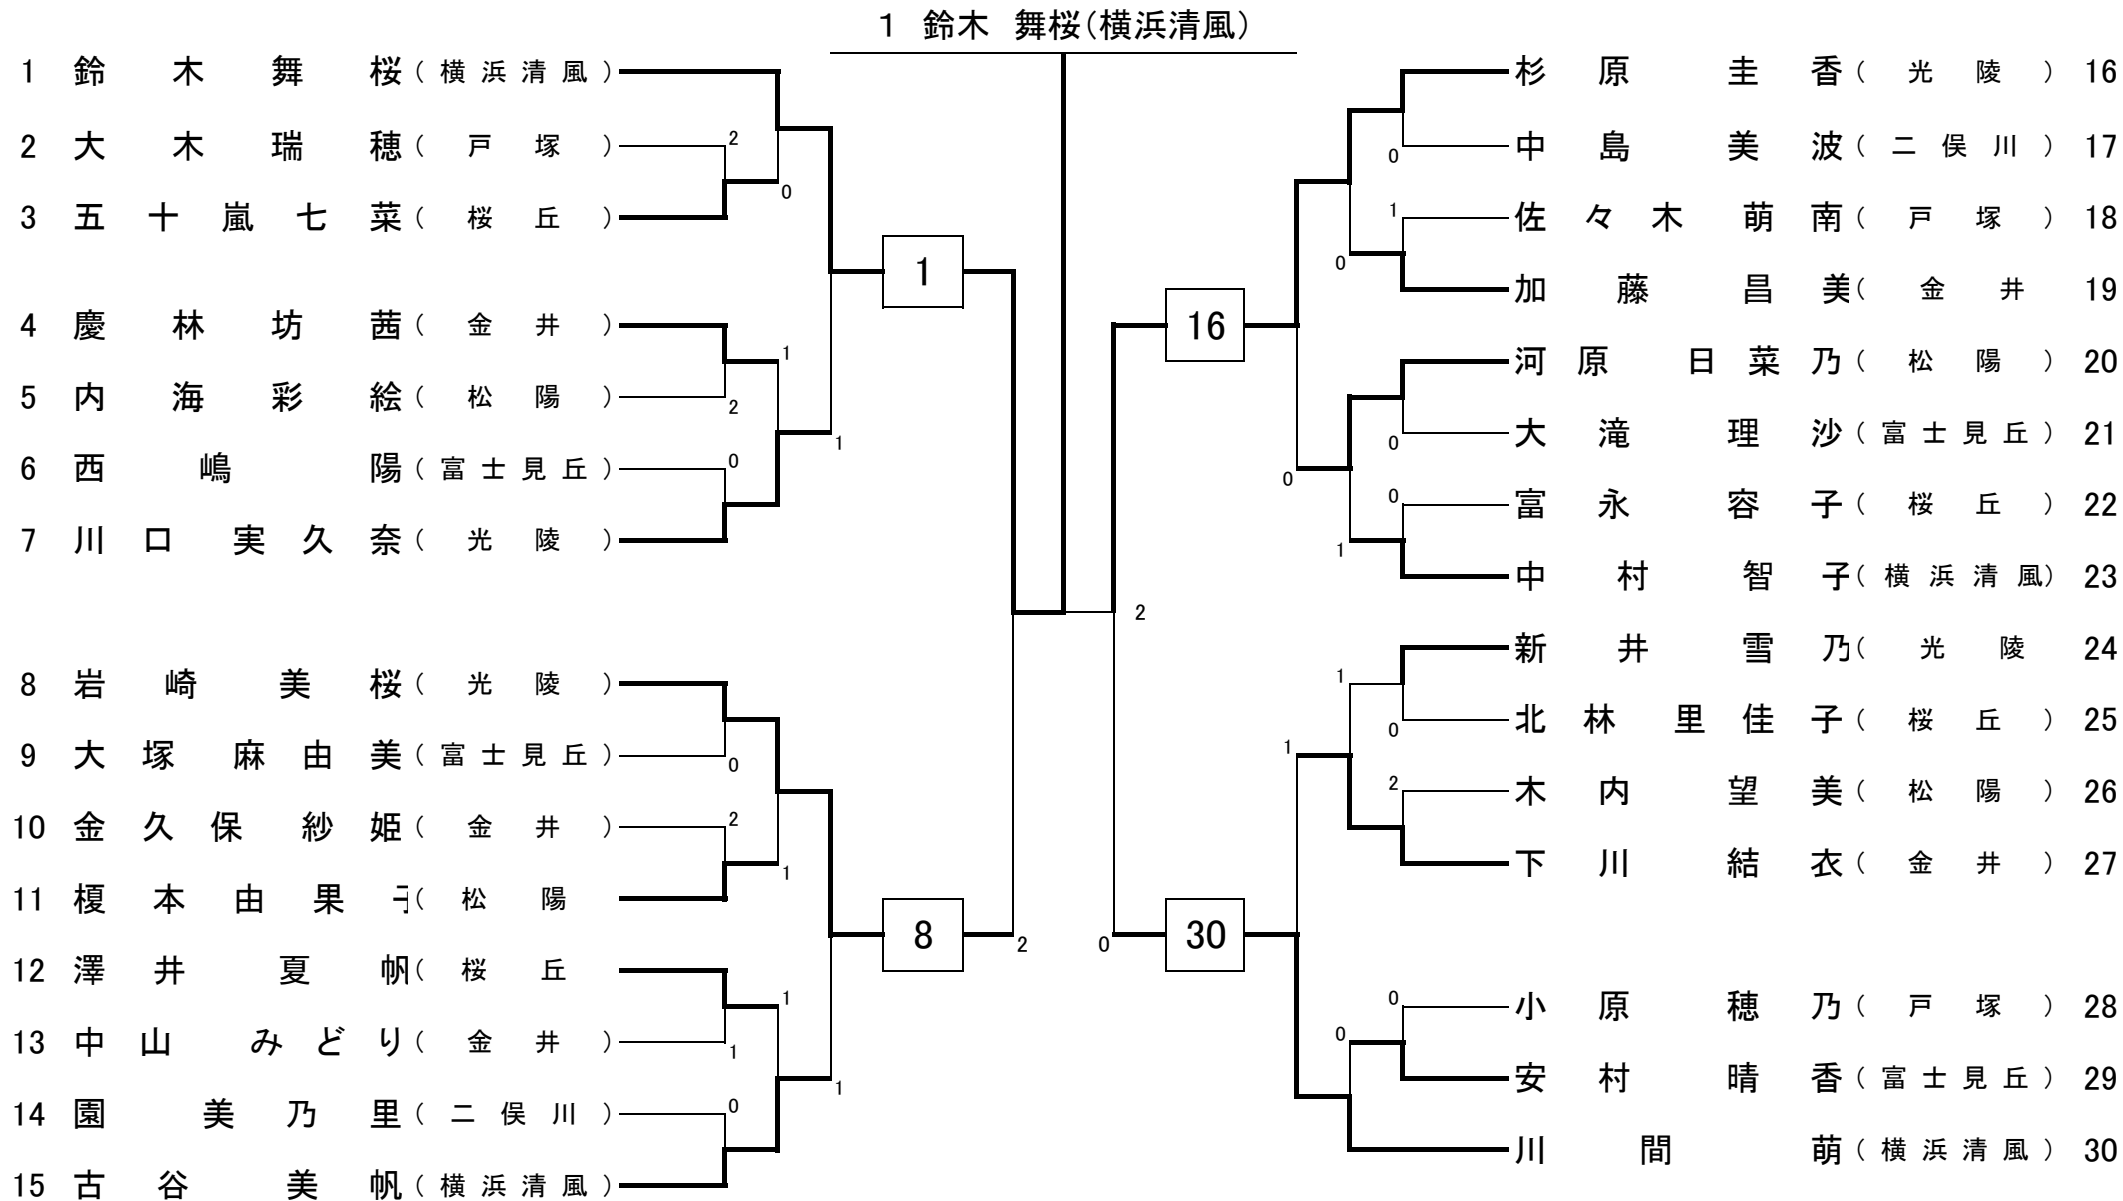 1 鈴木 舞桜(横浜清風)
1 鈴木舞桜(横浜清風)
2 大木瑞穂(戸塚) 2
0
3 五十嵐七菜(桜丘)
1
4 慶林坊茜(金井)
1
5 内海彩絵(松陽) 2
1
6 西嶋陽(富士見丘) 0
7 川口実久奈(光陵)
8 岩崎美桜(光陵)
9 大塚麻由美(富士見丘) 0
10 金久保紗姫(金井) 2
1
11 榎本由果子(松陽
8
2
12 澤井夏帆(桜丘
1
13 中山みどり(金井) 1
1
14 園美乃里(二俣川) 0
15 古谷美帆(横浜清風)
杉原圭香(光陵) 16
0 中島美波(二俣川) 17
1 佐々木萌南(戸塚) 18
0
加藤昌美(金井 19
16
河原日菜乃(松陽) 20
0 大滝理沙(富士見丘) 21
0
0 富永容子(桜丘) 22
1
中村智子(横浜清風) 23
2
新井雪乃(光陵 24
1
0 北林里佳子(桜丘) 25
1
2 木内望美(松陽) 26
下川結衣(金井) 27
0
30
0 小原穂乃(戸塚) 28
0
安村晴香(富士見丘) 29
川間萌(横浜清風) 30